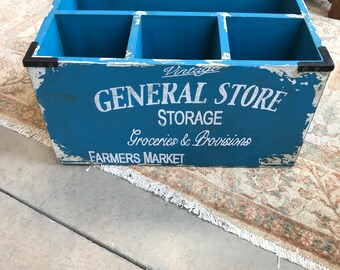 Vintage
GENERAL STORE
STORAGE
Groceries & Provisions
FARMERS MARKET